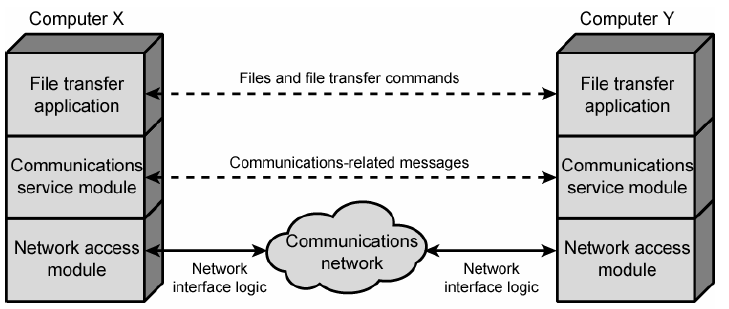 Computer X
Computer Y
File transfer
application
Files and file transfer commands
File transfer
application
Communications
service module
Communications-related messages
Communications
service module
Network access
module
Network
interface logic
Communications
network
Network
interface logic
Network access
module